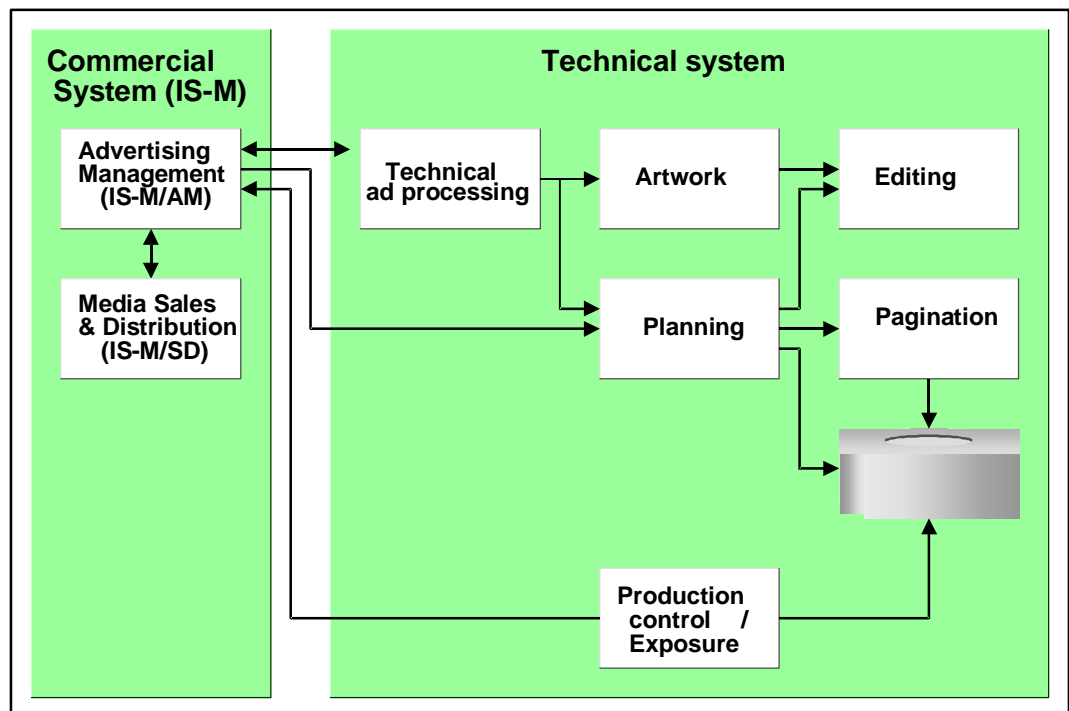 Commercial
System (IS-M)
Technical system
Advertising
Management
(IS-M/AM)
Technical
ad processing
Artwork
Editing
Media Sales
& Distribution
(IS-M/SD)
Planning
Pagination
Production
control /
Exposure